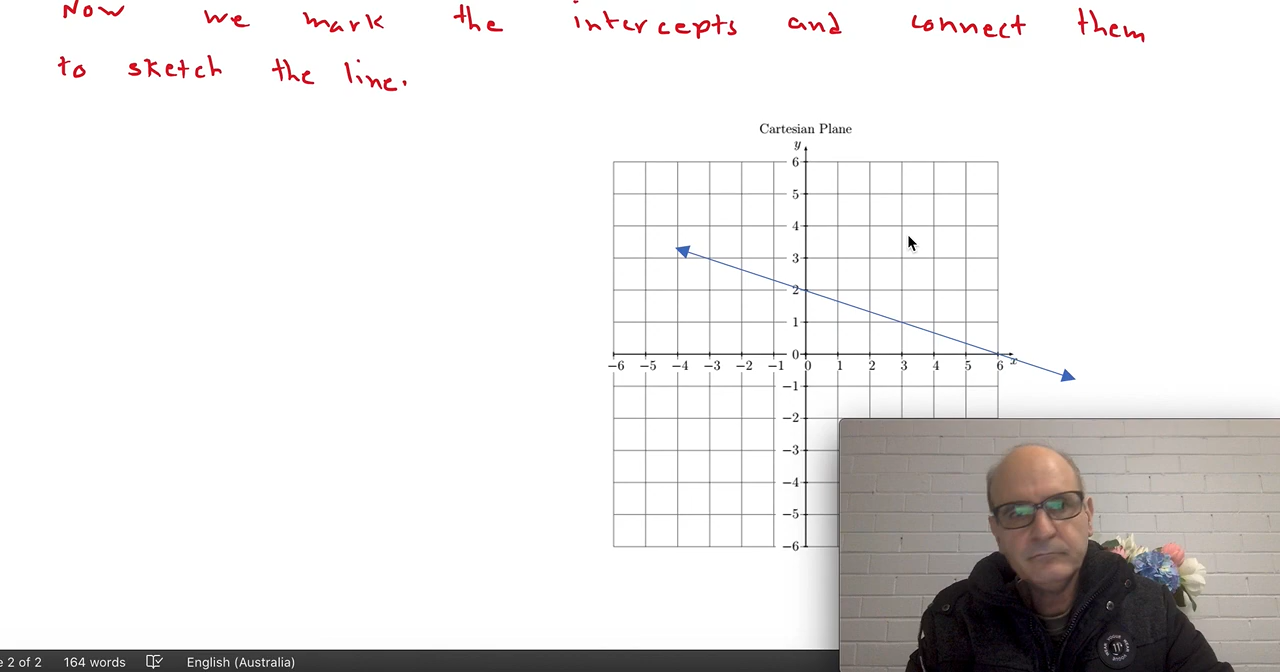 Now we mark the intercepts and connect them
to sketch the line.
Cartesian Plane
y
6
5
4
3
2
1
0
−6 −5 −4 −3 −2 −1 0 1 2 3 4 5 6 x
−1
−2
−3
−4
−5
−6
2 of 2 164 words English (Australia)